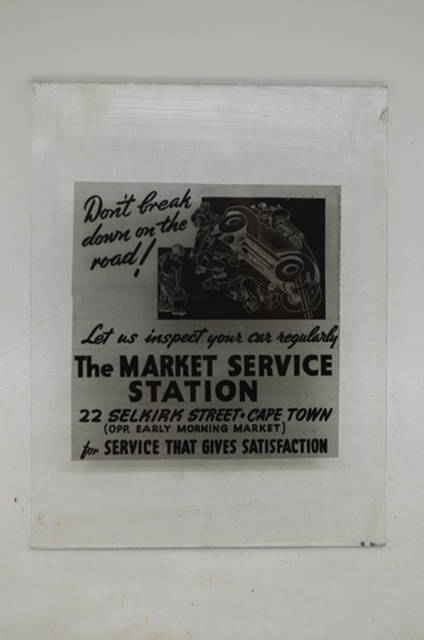 Don't break
down on the
road!
Let us inspect your car regularly
The MARKET SERVICE
STATION
22 SELKIRK STREET • CAPE TOWN
(OPP. EARLY MORNING MARKET)
for SERVICE THAT GIVES SATISFACTION